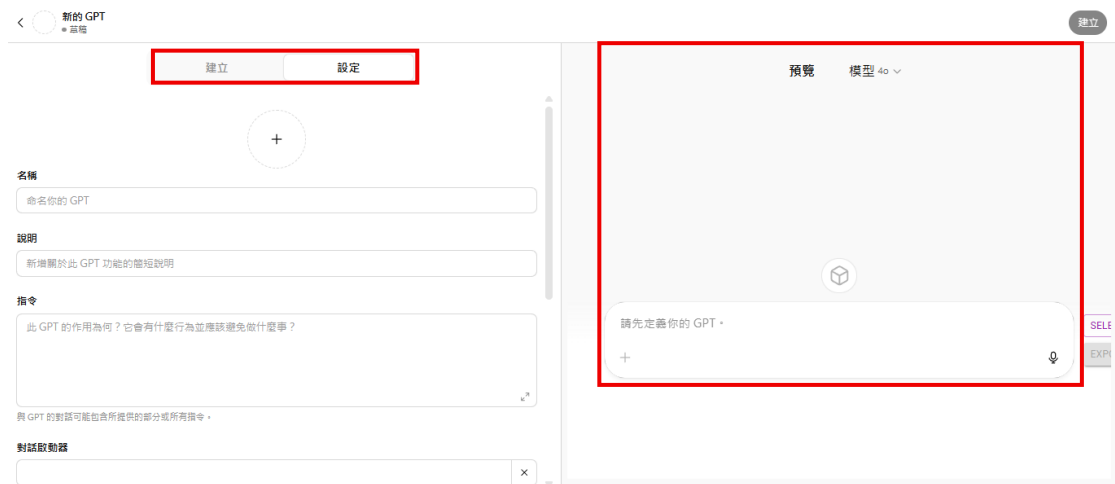 新的 GPT
草稿
建立
建立
設定
名稱
命名你的 GPT
說明
新增關於此 GPT 功能的簡短說明
指令
此 GPT 的作用為何？它會有什麼行為並應該避免做什麼事？
與 GPT 的對話可能包含所提供的部分或所有指令。
對話啟動器
預覽
模型 4o
請先定義你的 GPT。
SELE
EXPO